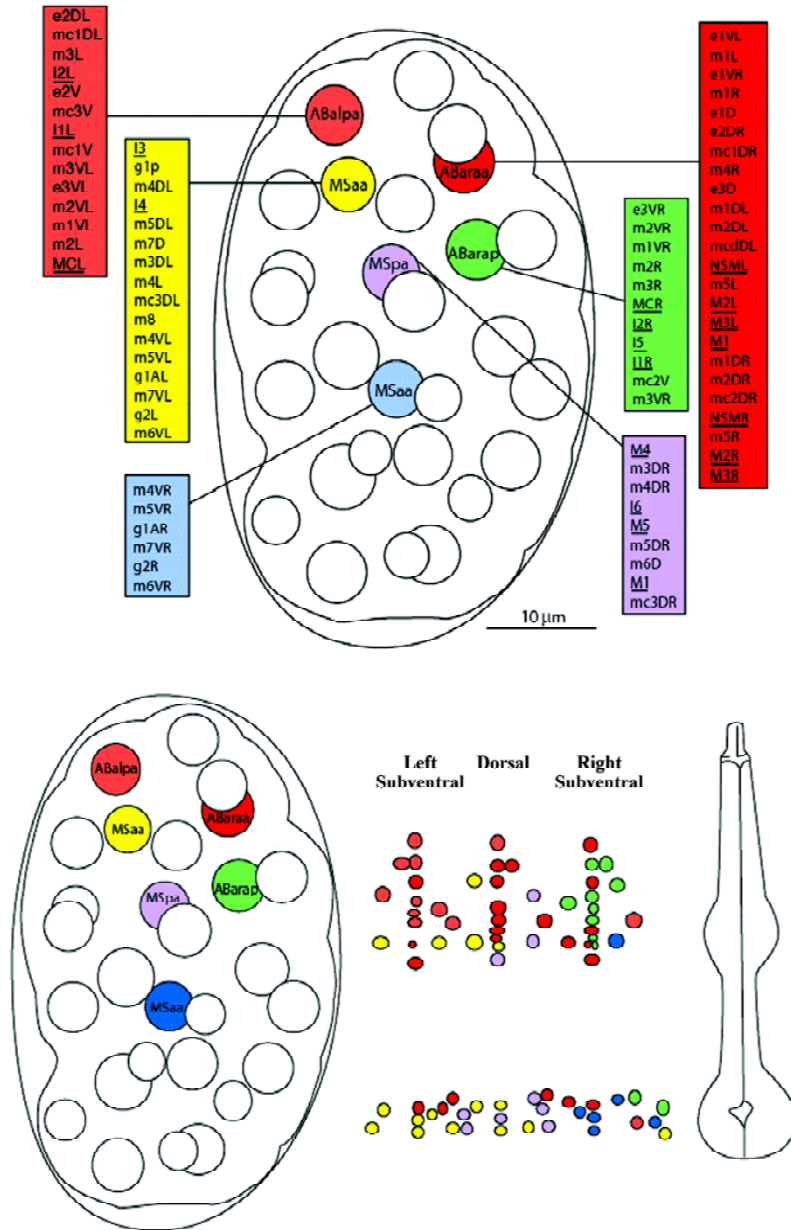 e2DL
mc1DL
m3L
I2L
e2V
mc3V
I1L
mc1V
m3VL
e3VL
m2VL
m1VL
m2L
MCL
I3
g1p
m4DL
I4
m5DL
m7D
m3DL
m4L
mc3DL
m8
m4VL
m5VL
g1AL
m7VL
g2L
m6VL
m4VR
m5VR
g1AR
m7VR
g2R
m6VR
ABalpa
MSaa
ABaraa
ABarap
MSpa
MSaa
e1VL
m1L
e1VR
m1R
e1D
e2DR
mc1DR
m4R
e3D
m1DL
m2DL
mcdDL
NSML
m5L
M2L
M3L
M1
m1DR
m2DR
mc2DR
NSMR
m5R
M2R
M3R
e3VR
m2VR
m1VR
m2R
m3R
MCR
I2R
I5
I1R
mc2V
m3VR
M4
m3DR
m4DR
I6
M5
m5DR
m6D
M1
mc3DR
10 μm
ABalpa
MSaa
ABaraa
ABarap
MSpa
MSaa
Left
Subventral
Dorsal
Right
Subventral